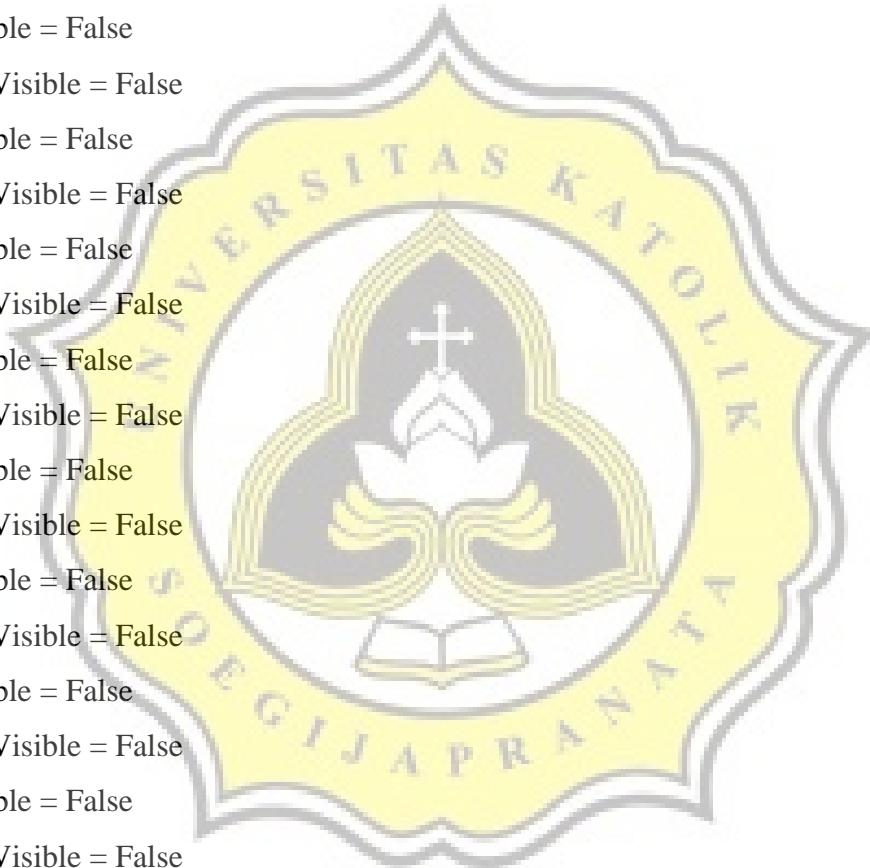 ble = False
Visible = False
ble = False
Visible = False
ble = False
Visible = False
ble = False
Visible = False
ble = False
Visible = False
ble = False
Visible = False
ble = False
Visible = False
ble = False
Visible = False
UNIVERSITAS KATOLIK
SOEGIJAPRANATA